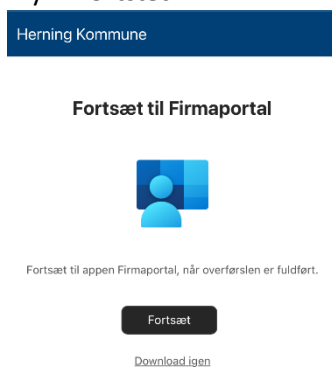 Herning Kommune
Fortsæt til Firmaportal
Fortsæt til appen Firmaportal, når overførslen er fuldført.
Fortsæt
Download igen